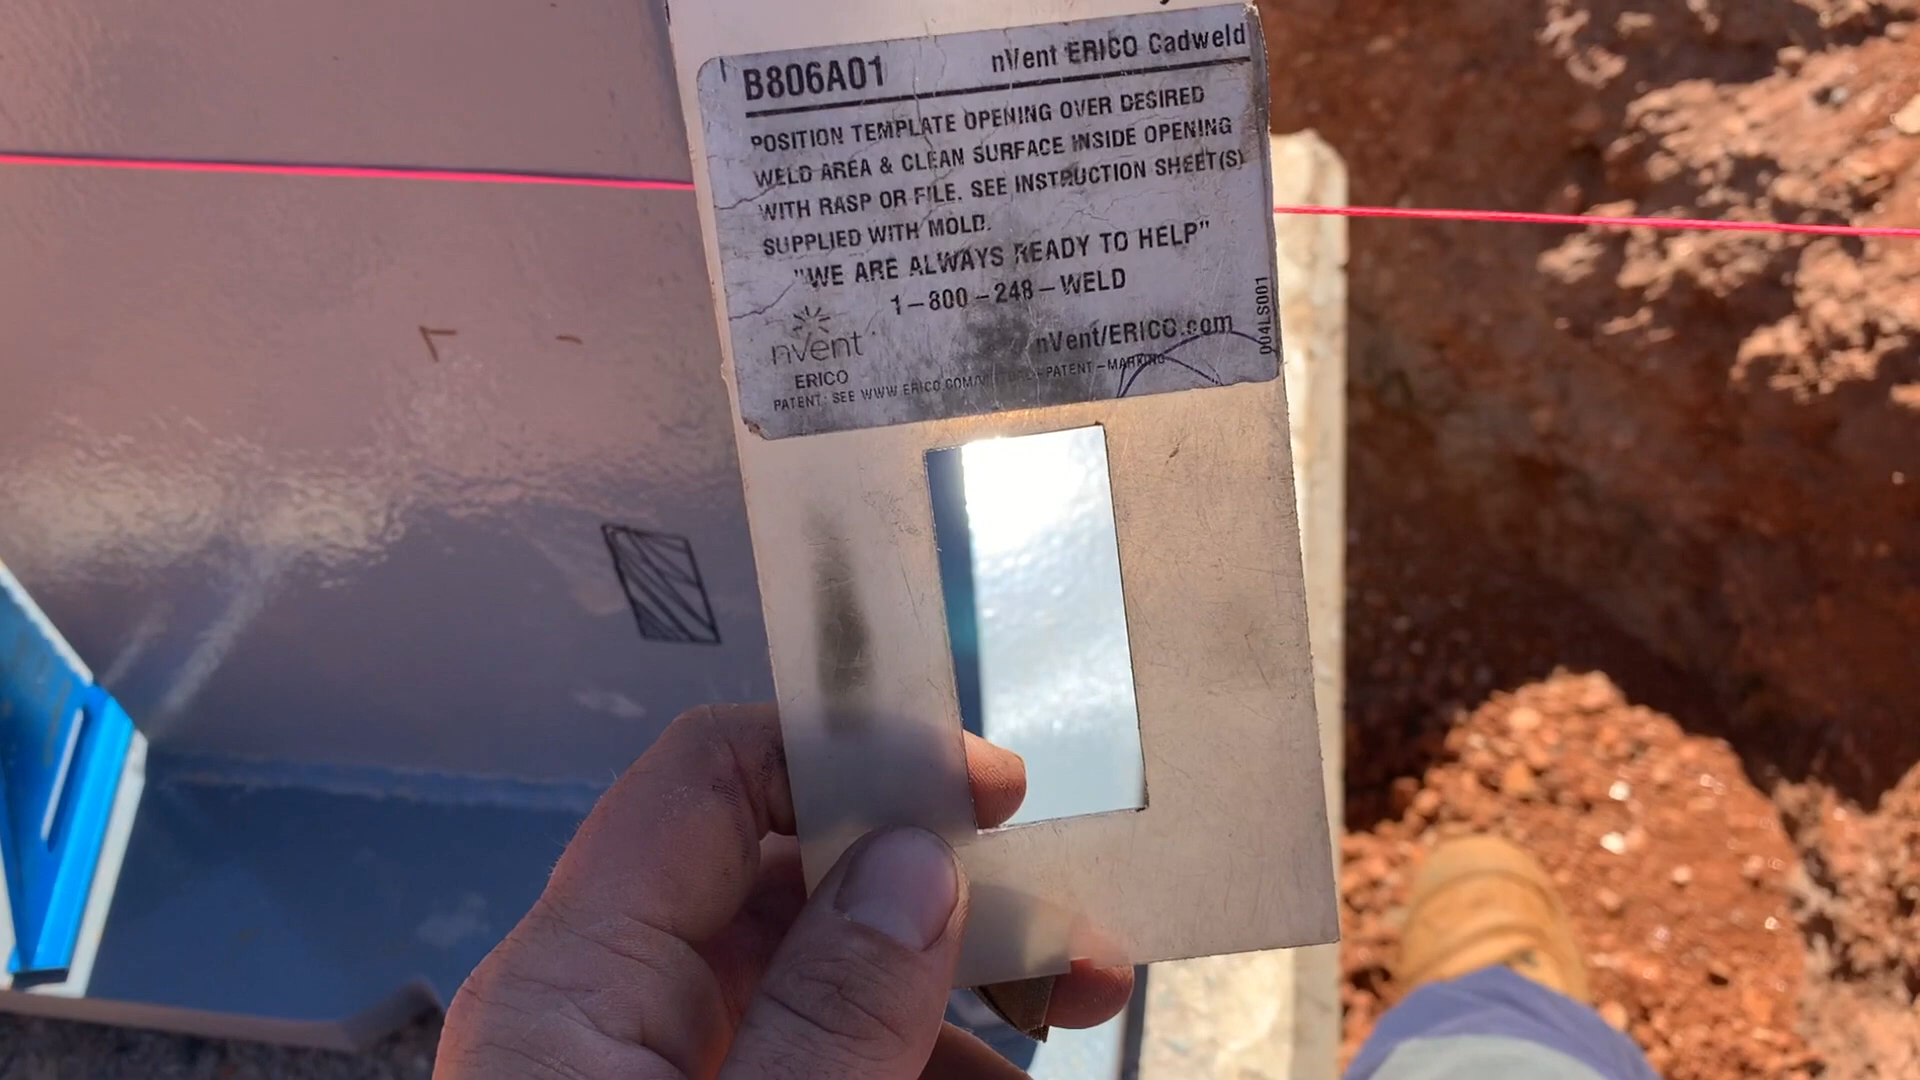 B806A01 nVent ERICO Cadweld
POSITION TEMPLATE OPENING OVER DESIRED
WELD AREA & CLEAN SURFACE INSIDE OPENING
WITH RASP OR FILE. SEE INSTRUCTION SHEET(S)
SUPPLIED WITH MOLD.
"WE ARE ALWAYS READY TO HELP"
1-800-248-WELD
nVent
ERICO
nVent/ERICO.com
PATENT: SEE WWW.ERICO.COM/ PATENT-MARKING
004LS001